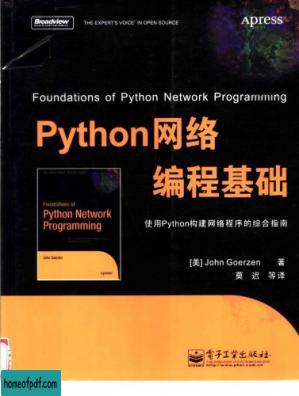 Broadview
THE EXPERT'S VOICE® IN OPEN SOURCE
Apress
Foundations of Python Network Programming
Python网络
编程基础
Foundations of
Python Network
Programming
使用Python构建网络程序的综合指南
[美] John Goerzen 著
莫迟 等译
电子工业出版社
homeofpdf.com